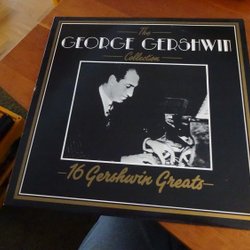 The
GEORGE GERSHWIN
Collection
16 Gershwin Greats